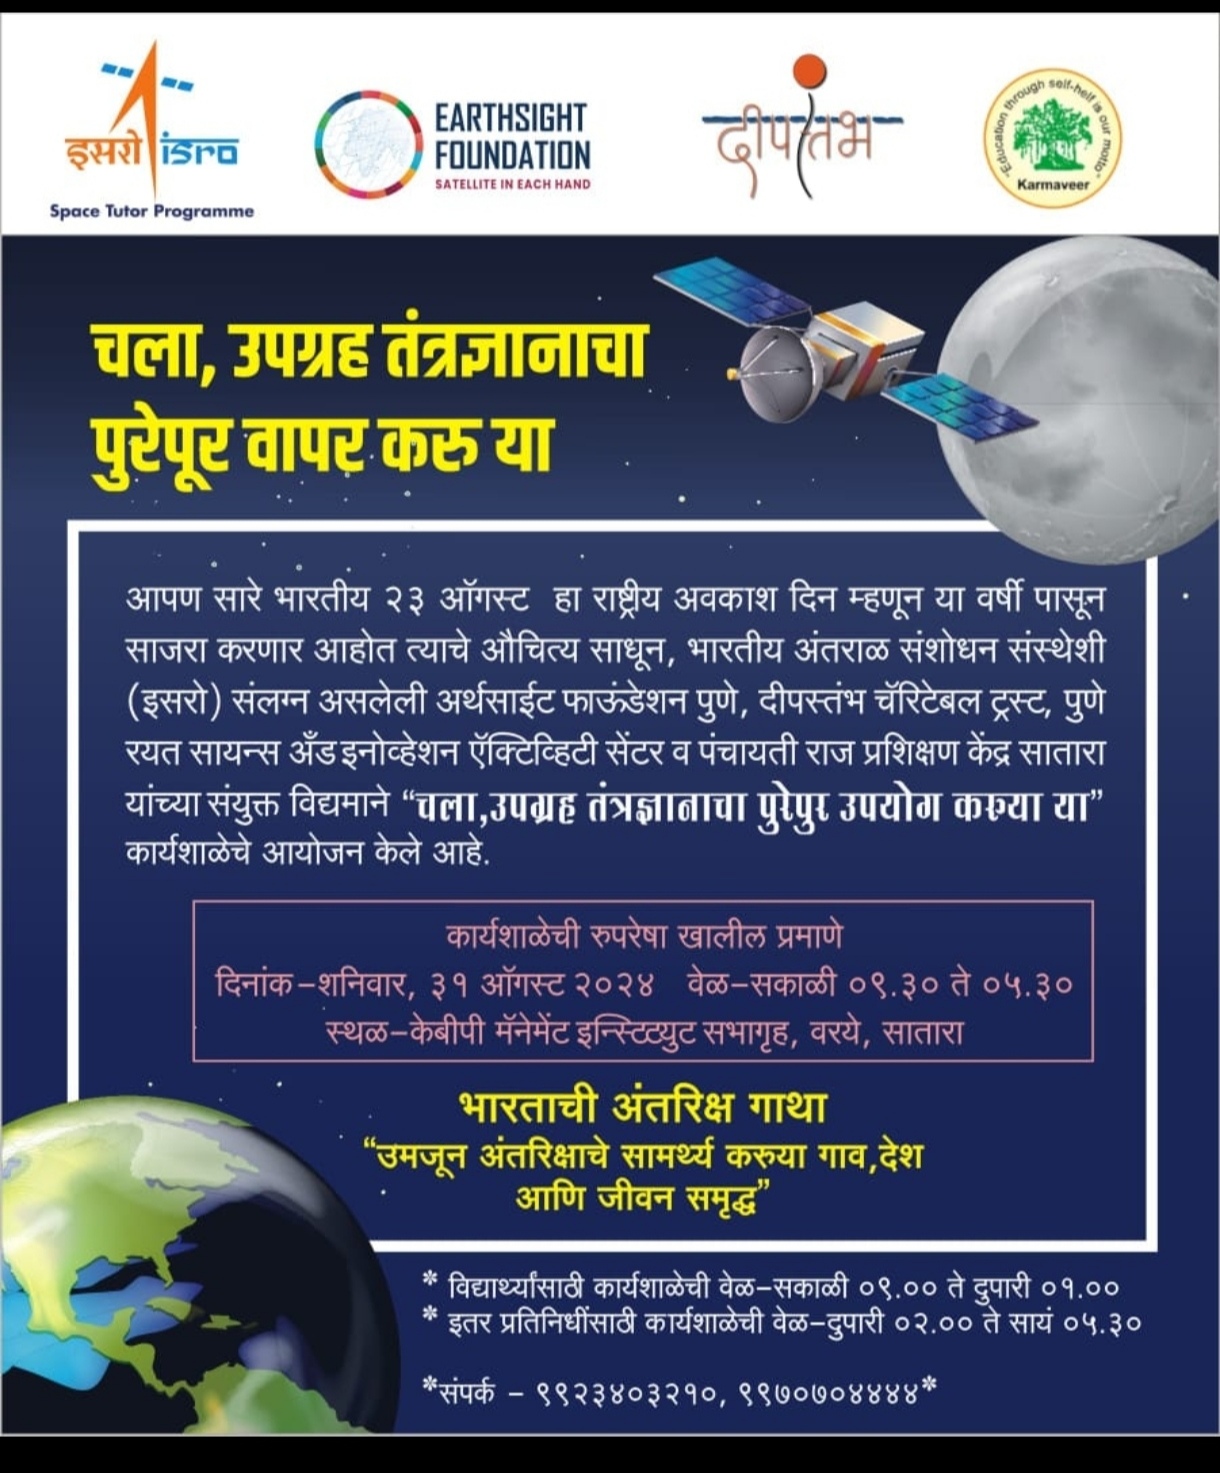 इसरो isro
Space Tutor Programme
EARTHSIGHT
FOUNDATION
SATELLITE IN EACH HAND
दीपस्तंभ
"Education through self-help is our motto"
Karmaveer
चला, उपग्रह तंत्रज्ञानाचा
पुरेपूर वापर करु या
आपण सारे भारतीय २३ ऑगस्ट हा राष्ट्रीय अवकाश दिन म्हणून या वर्षी पासून
साजरा करणार आहोत त्याचे औचित्य साधून, भारतीय अंतराळ संशोधन संस्थेशी
(इसरो) संलग्न असलेली अर्थसाईट फाऊंडेशन पुणे, दीपस्तंभ चॅरिटेबल ट्रस्ट, पुणे
रयत सायन्स अँड इनोव्हेशन ऍक्टिव्हिटी सेंटर व पंचायती राज प्रशिक्षण केंद्र सातारा
यांच्या संयुक्त विद्यमाने “चला,उपग्रह तंत्रज्ञानाचा पुरेपुर उपयोग करूया या”
कार्यशाळेचे आयोजन केले आहे.
कार्यशाळेची रुपरेषा खालील प्रमाणे
दिनांक–शनिवार, ३१ ऑगस्ट २०२४ वेळ–सकाळी ०९.३० ते ०५.३०
स्थळ–केबीपी मॅनेमेंट इन्स्टिट्युट सभागृह, वरये, सातारा
भारताची अंतरिक्ष गाथा
“उमजून अंतरिक्षाचे सामर्थ्य करुया गाव,देश
आणि जीवन समृद्ध”
* विद्यार्थ्यांसाठी कार्यशाळेची वेळ–सकाळी ०९.०० ते दुपारी ०१.००
* इतर प्रतिनिधींसाठी कार्यशाळेची वेळ–दुपारी ०२.०० ते सायं ०५.३०
*संपर्क – ९९२३४०३२१०, ९९७०७०४४४४*